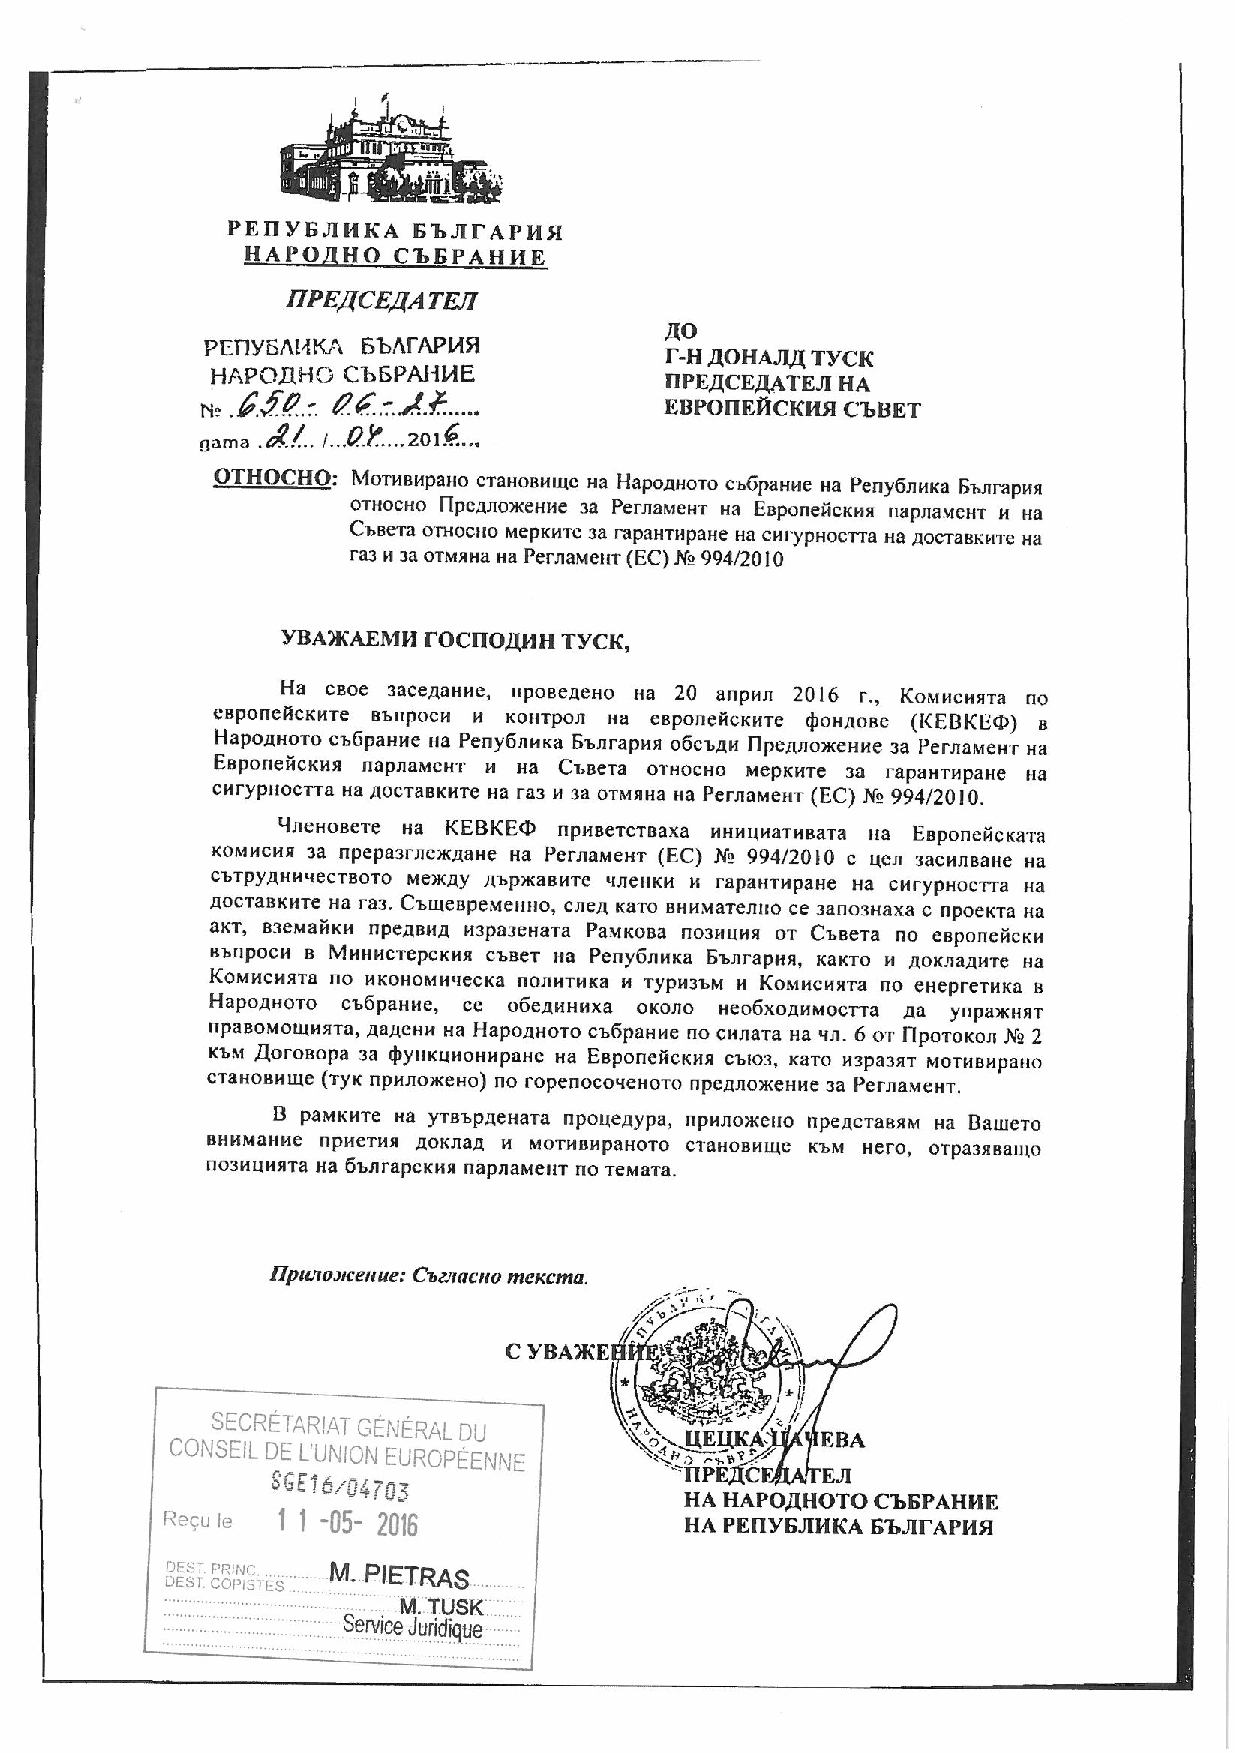 РЕПУБЛИКА БЪЛГАРИЯ
НАРОДНО СЪБРАНИЕ
ПРЕДСЕДАТЕЛ
РЕПУБЛИКА БЪЛГАРИЯ
НАРОДНО СЪБРАНИЕ
№ 650-06-27
дата 21 / 04 2016
ДО
Г-Н ДОНАЛД ТУСК
ПРЕДСЕДАТЕЛ НА
ЕВРОПЕЙСКИЯ СЪВЕТ
ОТНОСНО: Мотивирано становище на Народното събрание на Република България
относно Предложение за Регламент на Европейския парламент и на
Съвета относно мерките за гарантиране на сигурността на доставките на
газ и за отмяна на Регламент (ЕС) № 994/2010
УВАЖАЕМИ ГОСПОДИН ТУСК,
На свое заседание, проведено на 20 април 2016 г., Комисията по
европейските въпроси и контрол на европейските фондове (КЕВКЕФ) в
Народното събрание на Република България обсъди Предложение за Регламент на
Европейския парламент и на Съвета относно мерките за гарантиране на
сигурността на доставките на газ и за отмяна на Регламент (ЕС) № 994/2010.
Членовете на КЕВКЕФ приветстваха инициативата на Европейската
комисия за преразглеждане на Регламент (ЕС) № 994/2010 с цел засилване на
сътрудничеството между държавите членки и гарантиране на сигурността на
доставките на газ. Същевременно, след като внимателно се запознаха с проекта на
акт, вземайки предвид изразената Рамкова позиция от Съвета по европейски
въпроси в Министерския съвет на Република България, както и докладите на
Комисията по икономическа политика и туризъм и Комисията по енергетика в
Народното събрание, се обединиха около необходимостта да упражнят
правомощията, дадени на Народното събрание по силата на чл. 6 от Протокол № 2
към Договора за функциониране на Европейския съюз, като изразят мотивирано
становище (тук приложено) по горепосоченото предложение за Регламент.
В рамките на утвърдената процедура, приложено представям на Вашето
внимание приетия доклад и мотивираното становище към него, отразяващо
позицията на българския парламент по темата.
Приложение: Съгласно текста.
С УВАЖЕНИЕ
ЦЕЦКА ЦАЧЕВА
ПРЕДСЕДАТЕЛ
НА НАРОДНОТО СЪБРАНИЕ
НА РЕПУБЛИКА БЪЛГАРИЯ
SECRÉTARIAT GÉNÉRAL DU
CONSEIL DE L'UNION EUROPÉENNE
SGE16/04703
Reçu le 11-05-2016
DEST. PRINC. M. PIETRAS
DEST. COPISTES
M. TUSK
Service Juridique